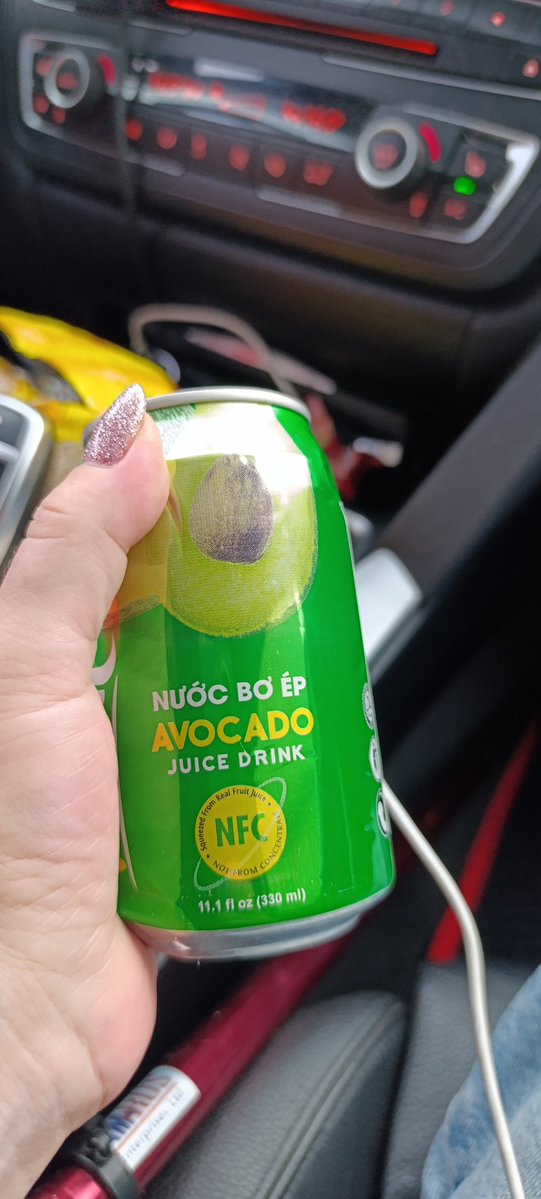 NƯỚC BƠ ÉP
AVOCADO
JUICE DRINK
Squeezed From Real Fruit Juice
NFC
NOT FROM CONCENTRATE
11.1 fl oz (330 ml)